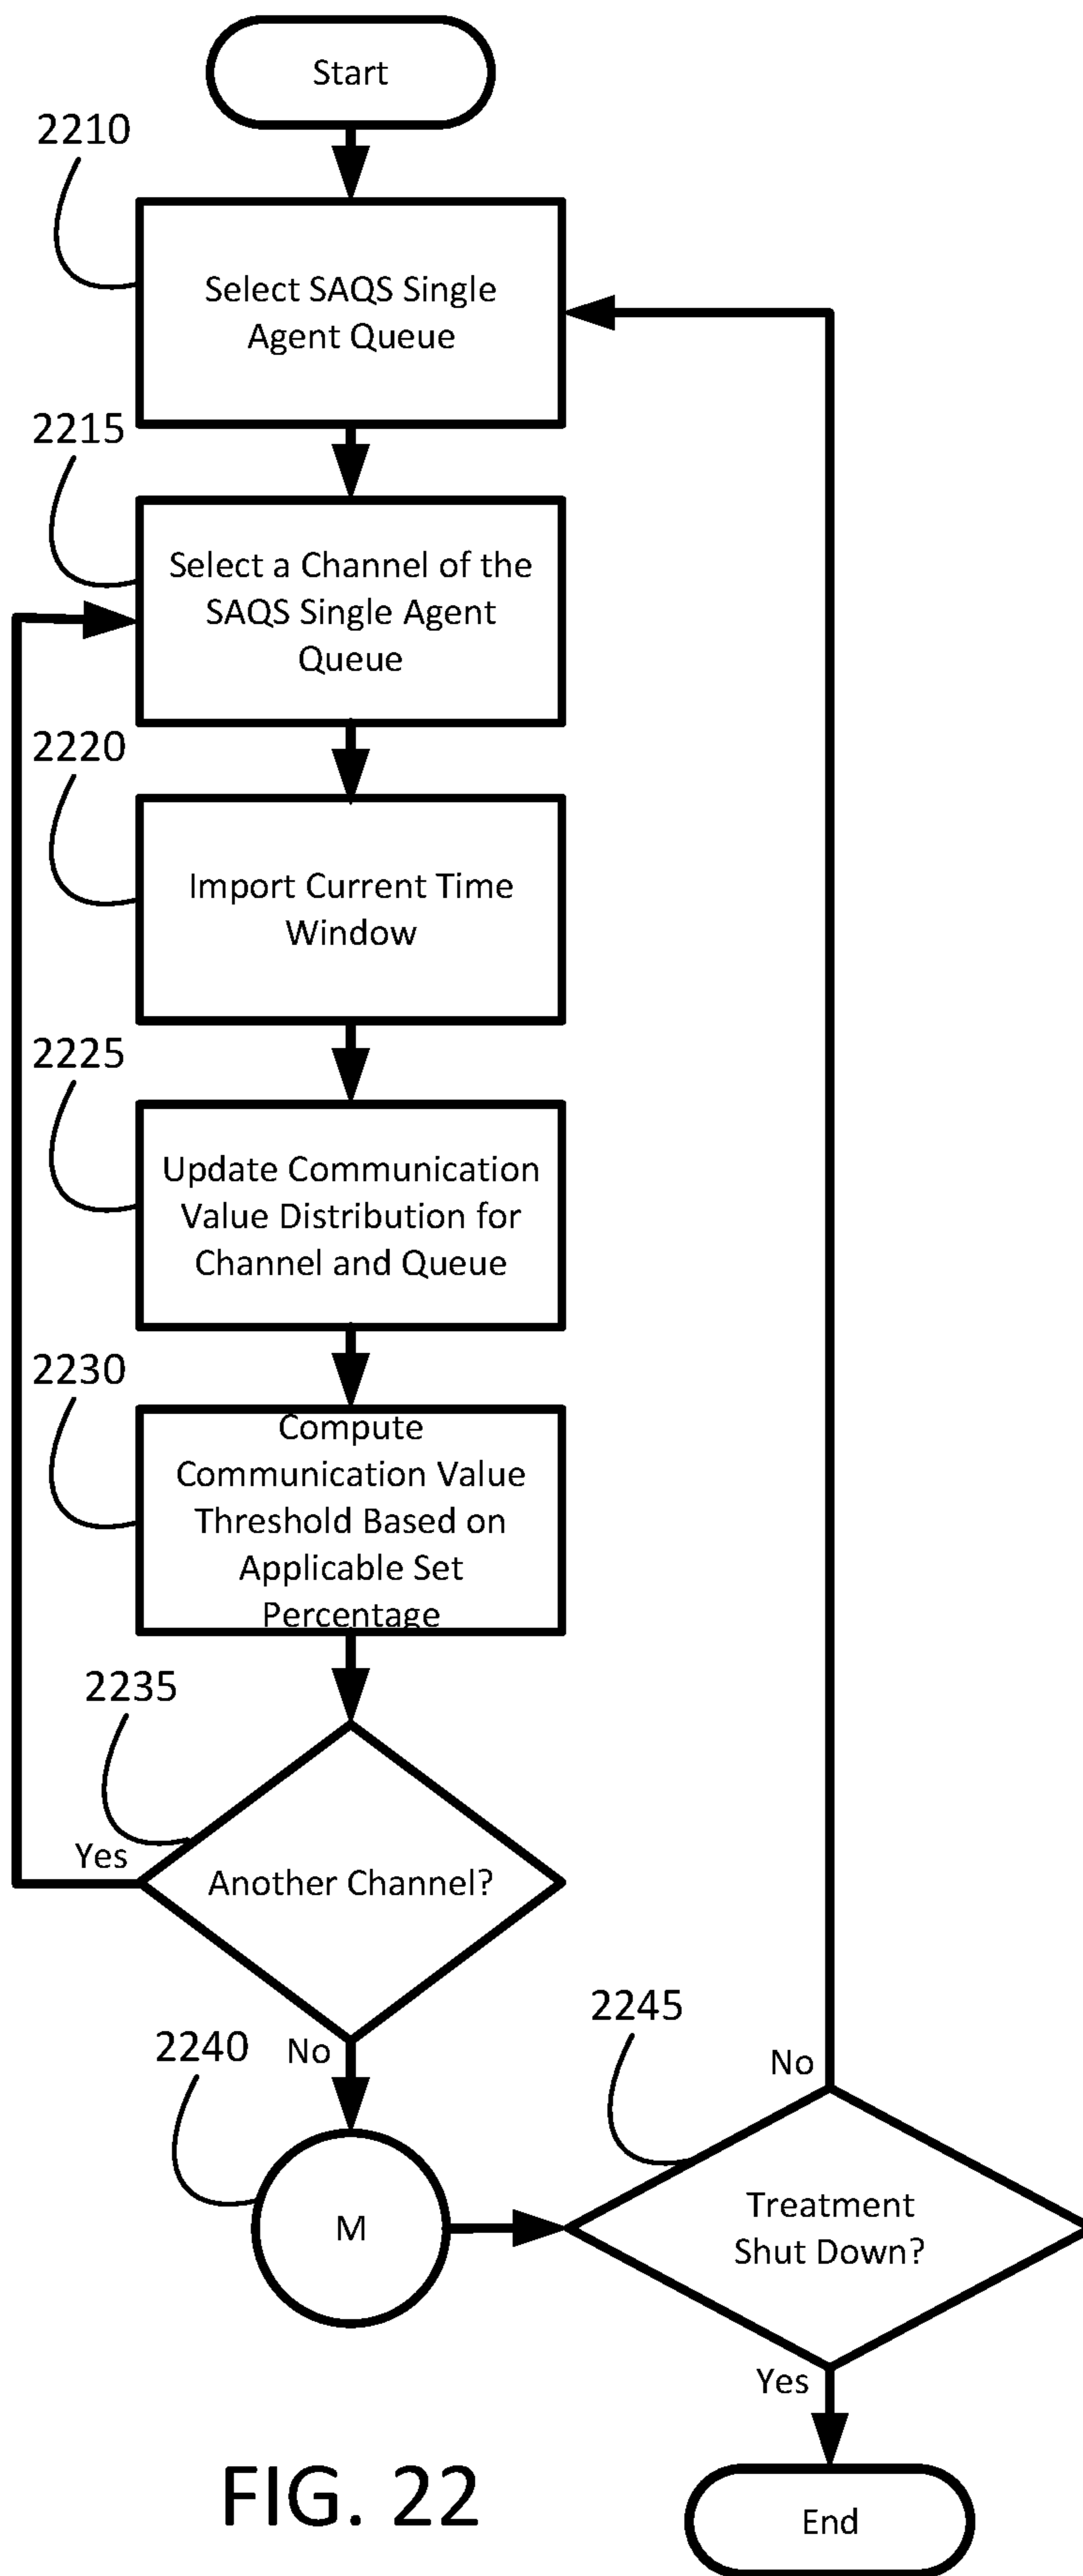 Start
2210
Select SAQS Single
Agent Queue
2215
Select a Channel of the
SAQS Single Agent
Queue
2220
Import Current Time
Window
2225
Update Communication
Value Distribution for
Channel and Queue
2230
Compute
Communication Value
Threshold Based on
Applicable Set
Percentage
2235
Yes
Another Channel?
No
2240
M
2245
No
Treatment
Shut Down?
Yes
End
FIG. 22